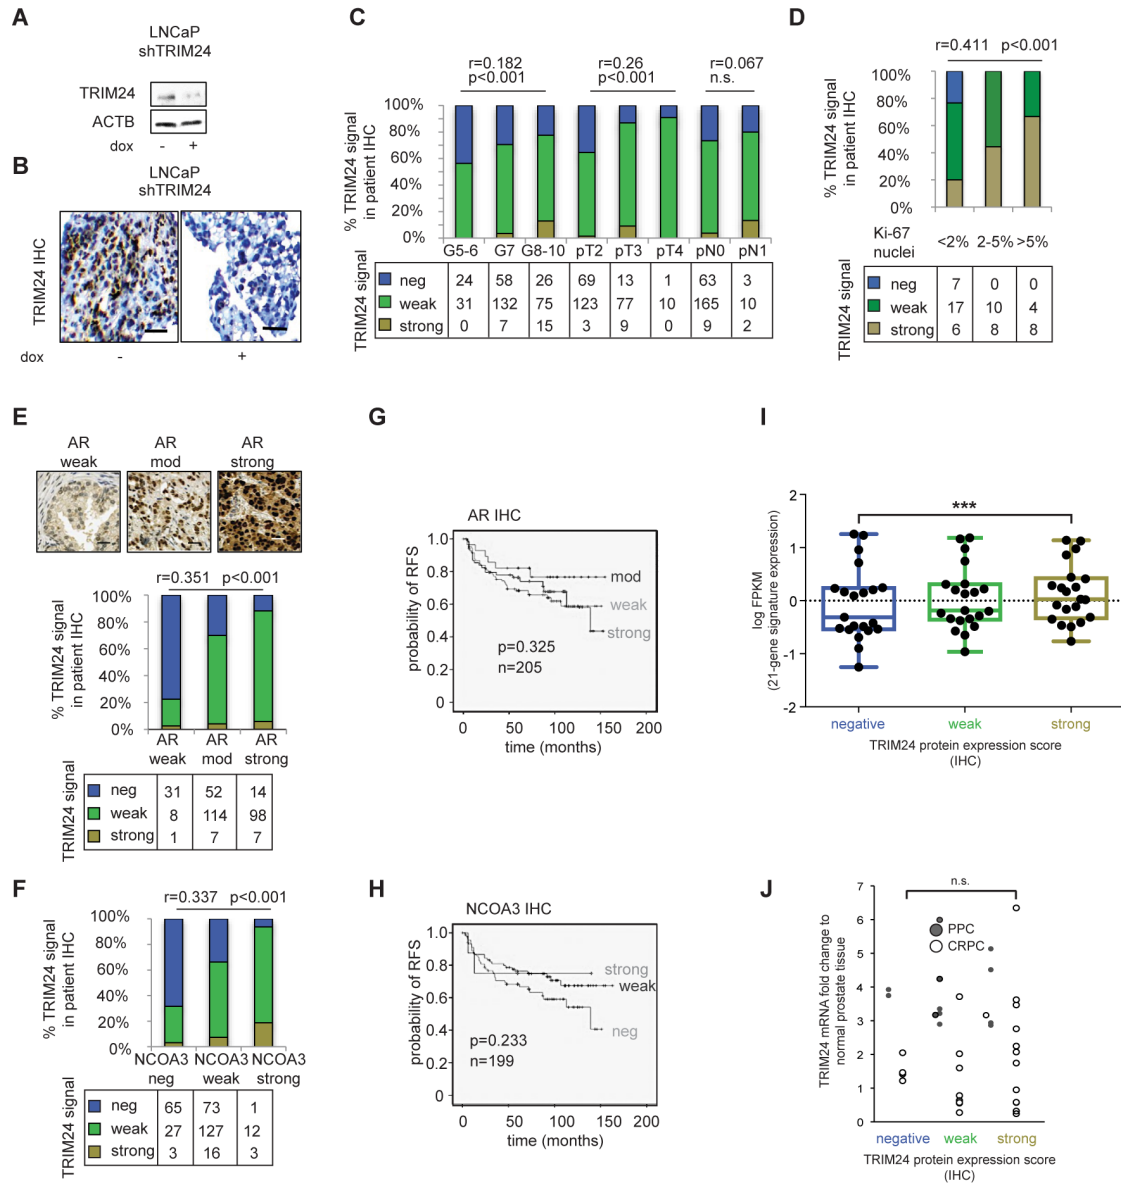 A
LNCaP
shTRIM24
TRIM24
ACTB
dox - +
B
LNCaP
shTRIM24
TRIM24 IHC
dox - +
C
r=0.182 r=0.26 r=0.067
p<0.001 p<0.001 n.s.
% TRIM24 signal
in patient IHC
100%
80%
60%
40%
20%
0%
G5-6 G7 G8-10 pT2 pT3 pT4 pN0 pN1
TRIM24 signal
neg 24 58 26 69 13 1 63 3
weak 31 132 75 123 77 10 165 10
strong 0 7 15 3 9 0 9 2
D
r=0.411 p<0.001
% TRIM24 signal
in patient IHC
100%
80%
60%
40%
20%
0%
Ki-67
nuclei <2% 2-5% >5%
TRIM24 signal
neg 7 0 0
weak 17 10 4
strong 6 8 8
E
AR AR AR
weak mod strong
r=0.351 p<0.001
% TRIM24 signal
in patient IHC
100%
80%
60%
40%
20%
0%
AR AR AR
weak mod strong
TRIM24 signal
neg 31 52 14
weak 8 114 98
strong 1 7 7
F
r=0.337 p<0.001
% TRIM24 signal
in patient IHC
100%
80%
60%
40%
20%
0%
NCOA3 NCOA3 NCOA3
neg weak strong
TRIM24 signal
neg 65 73 1
weak 27 127 12
strong 3 16 3
G
AR IHC
probability of RFS
1.0
0.8
0.6
0.4
0.2
0
mod
weak
strong
p=0.325
n=205
0 50 100 150 200
time (months)
H
NCOA3 IHC
probability of RFS
1.0
0.8
0.6
0.4
0.2
0
strong
weak
neg
p=0.233
n=199
0 50 100 150 200
time (months)
I
log FPKM
(21-gene signature expression)
2
1
0
-1
-2
***
negative weak strong
TRIM24 protein expression score
(IHC)
J
n.s.
TRIM24 mRNA fold change to
normal prostate tissue
7
6
5
4
3
2
1
0
PPC
CRPC
negative weak strong
TRIM24 protein expression score
(IHC)